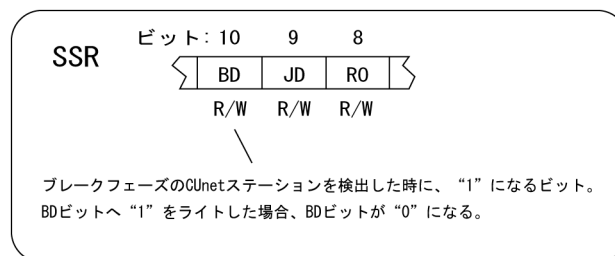 SSR
ビット: 10 9 8
BD JD RO
R/W R/W R/W
ブレークフェーズのCUnetステーションを検出した時に、“1”になるビット。
BDビットへ“1”をライトした場合、BDビットが“0”になる。